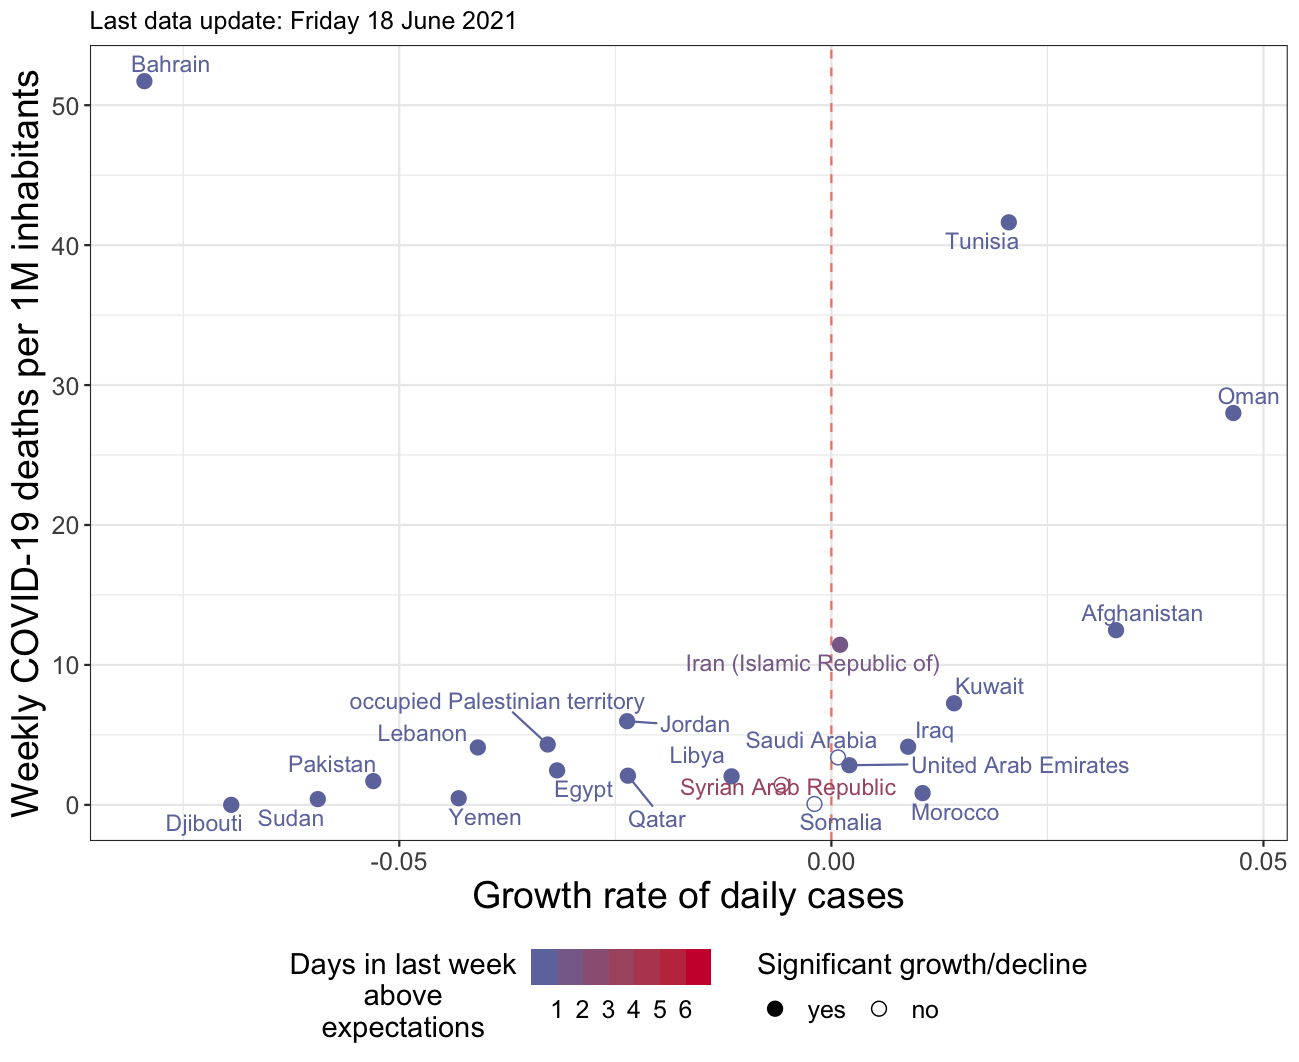 Last data update: Friday 18 June 2021
Weekly COVID-19 deaths per 1M inhabitants
50
40
30
20
10
0
Bahrain
Tunisia
Oman
Afghanistan
Iran (Islamic Republic of)
Kuwait
occupied Palestinian territory
Jordan
Iraq
Lebanon
Saudi Arabia
Libya
Pakistan
United Arab Emirates
Egypt
Syrian Arab Republic
Djibouti
Sudan
Yemen
Qatar
Somalia
Morocco
-0.05
0.00
0.05
Growth rate of daily cases
Days in last week
above
expectations
1 2 3 4 5 6
Significant growth/decline
yes
no